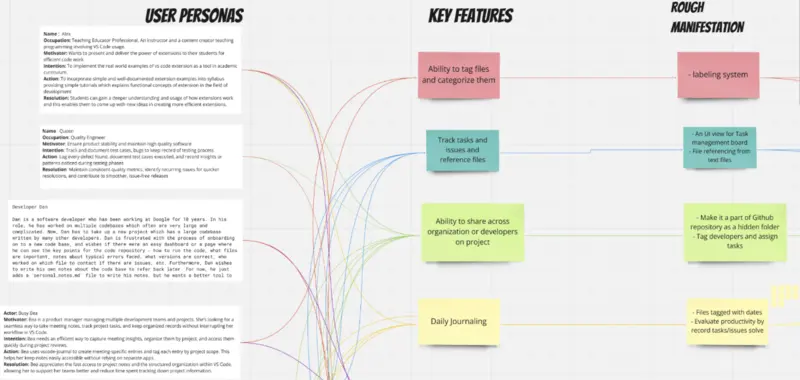 USER PERSONAS
KEY FEATURES
ROUGH
MANIFESTATION
Name : Alex
Occupation: Teaching Educator Professional, An instructor and a content creator teaching
programming involving VS Code usage.
Motivator: Wants to present and deliver the power of extensions to their students for
efficient code work
Intention: To implement the real world examples of vs code extension as a tool in academic
curriculum.
Action: To incorporate simple and well-documented extension examples into syllabus
providing simple tutorials which explains functional concepts of extension in the field of
development
Resolution: Students gain a deeper understanding and usage of how extensions work
and this enables them to come up with new ideas in creating more efficient extensions.
Name :
Occupation: Quality Engineer
Motivator: Ensure product stability and maintain high quality software
Intention: Track and document test cases, bugs to keep record of testing process
Action: Log every defect found, document test cases executed, and record insights or
patterns noticed during testing phases
Resolution: Maintain consistent quality metrics, identify recurring issues for quicker
resolutions, and contribute to smoother, issue-free releases
Developer Dan
Dan is a software developer who has been working at Google for 10 years. In his
role, he has worked on multiple codebases which often are very large and
complicated. Now, Dan has to take up a new project which has a large codebase
written by many other developers. Dan is frustrated with the process of onboarding
on to a new code base, and wishes if there were an easy dashboard or a page where
he can see the key points for the code repository - how to run the code, what files
are important, notes about typical errors faced, what versions are correct, who
worked on which file to contact if there are issues, etc. Furthermore, Dan wishes
to write his own notes about the code base to refer back later. For now, he just
adds a 'personal_notes.md' file to write his notes, but he wants a better tool to
Actor: Busy Bea
Motivator: Bea is a product manager managing multiple development teams and projects. She's looking for a
seamless way to take meeting notes, track project tasks, and keep organized records without interrupting her
workflow in VS Code.
Intention: Bea needs an efficient way to capture meeting insights, organize them by project, and access them
quickly during project reviews.
Action: Bea uses vscode-journal to create meeting-specific entries and tag each entry by project scope. This
helps her keep notes easily accessible without relying on separate apps.
Resolution: Bea appreciates the fast access to project notes and the structured organization within VS Code,
allowing her to support her teams better and reduce time spent tracking down project information.
Ability to tag files
and categorize them
- labeling system
Track tasks and
issues and
reference files
- An UI view for Task
management board
- File referencing from
text files
Ability to share across
organization or developers
on project
- Make it a part of Github
repository as a hidden folder
- Tag developers and assign
tasks
Daily Journaling
- Files tagged with dates
- Evaluate productivity by
record tasks/issues solve